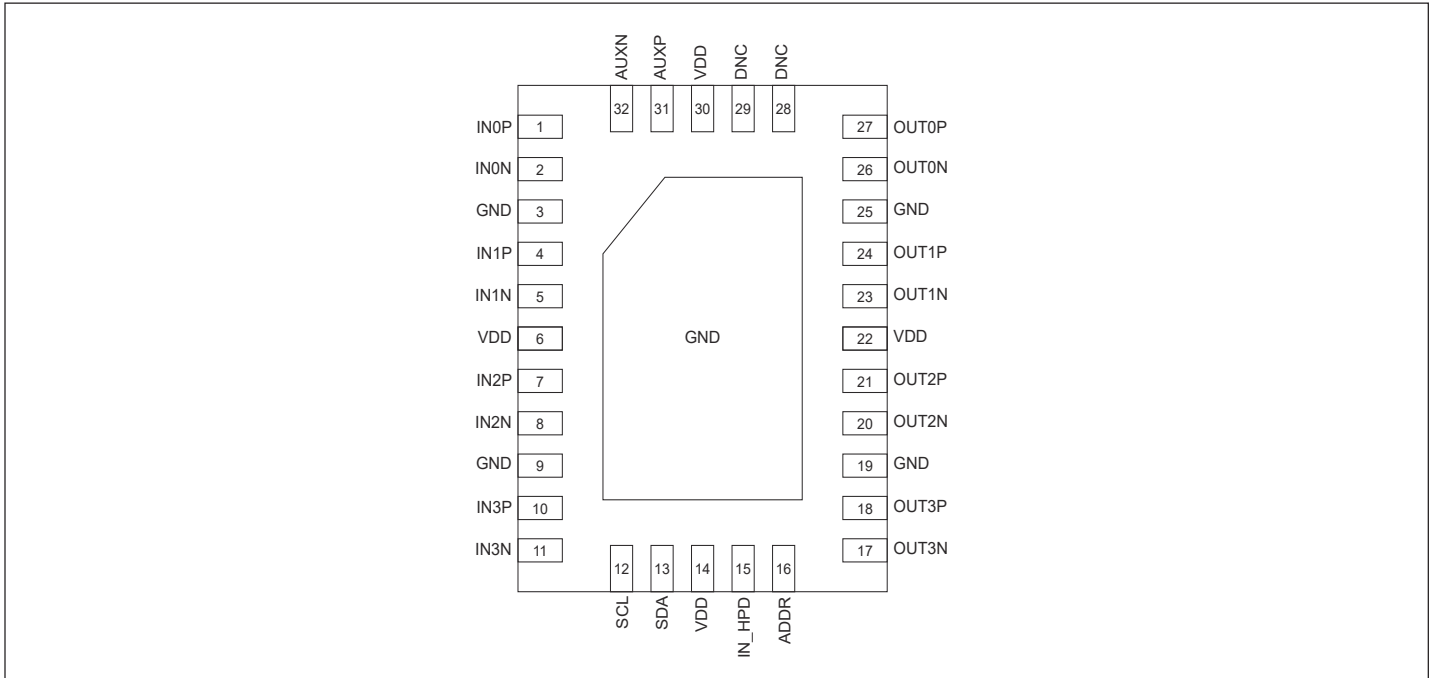 AUXN AUXP VDD DNC DNC
32 31 30 29 28
IN0P 1 27 OUT0P
IN0N 2 26 OUT0N
GND 3 25 GND
IN1P 4 24 OUT1P
IN1N 5 23 OUT1N
VDD 6 GND 22 VDD
IN2P 7 21 OUT2P
IN2N 8 20 OUT2N
GND 9 19 GND
IN3P 10 18 OUT3P
IN3N 11 17 OUT3N
12 13 14 15 16
SCL SDA VDD IN_HPD ADDR